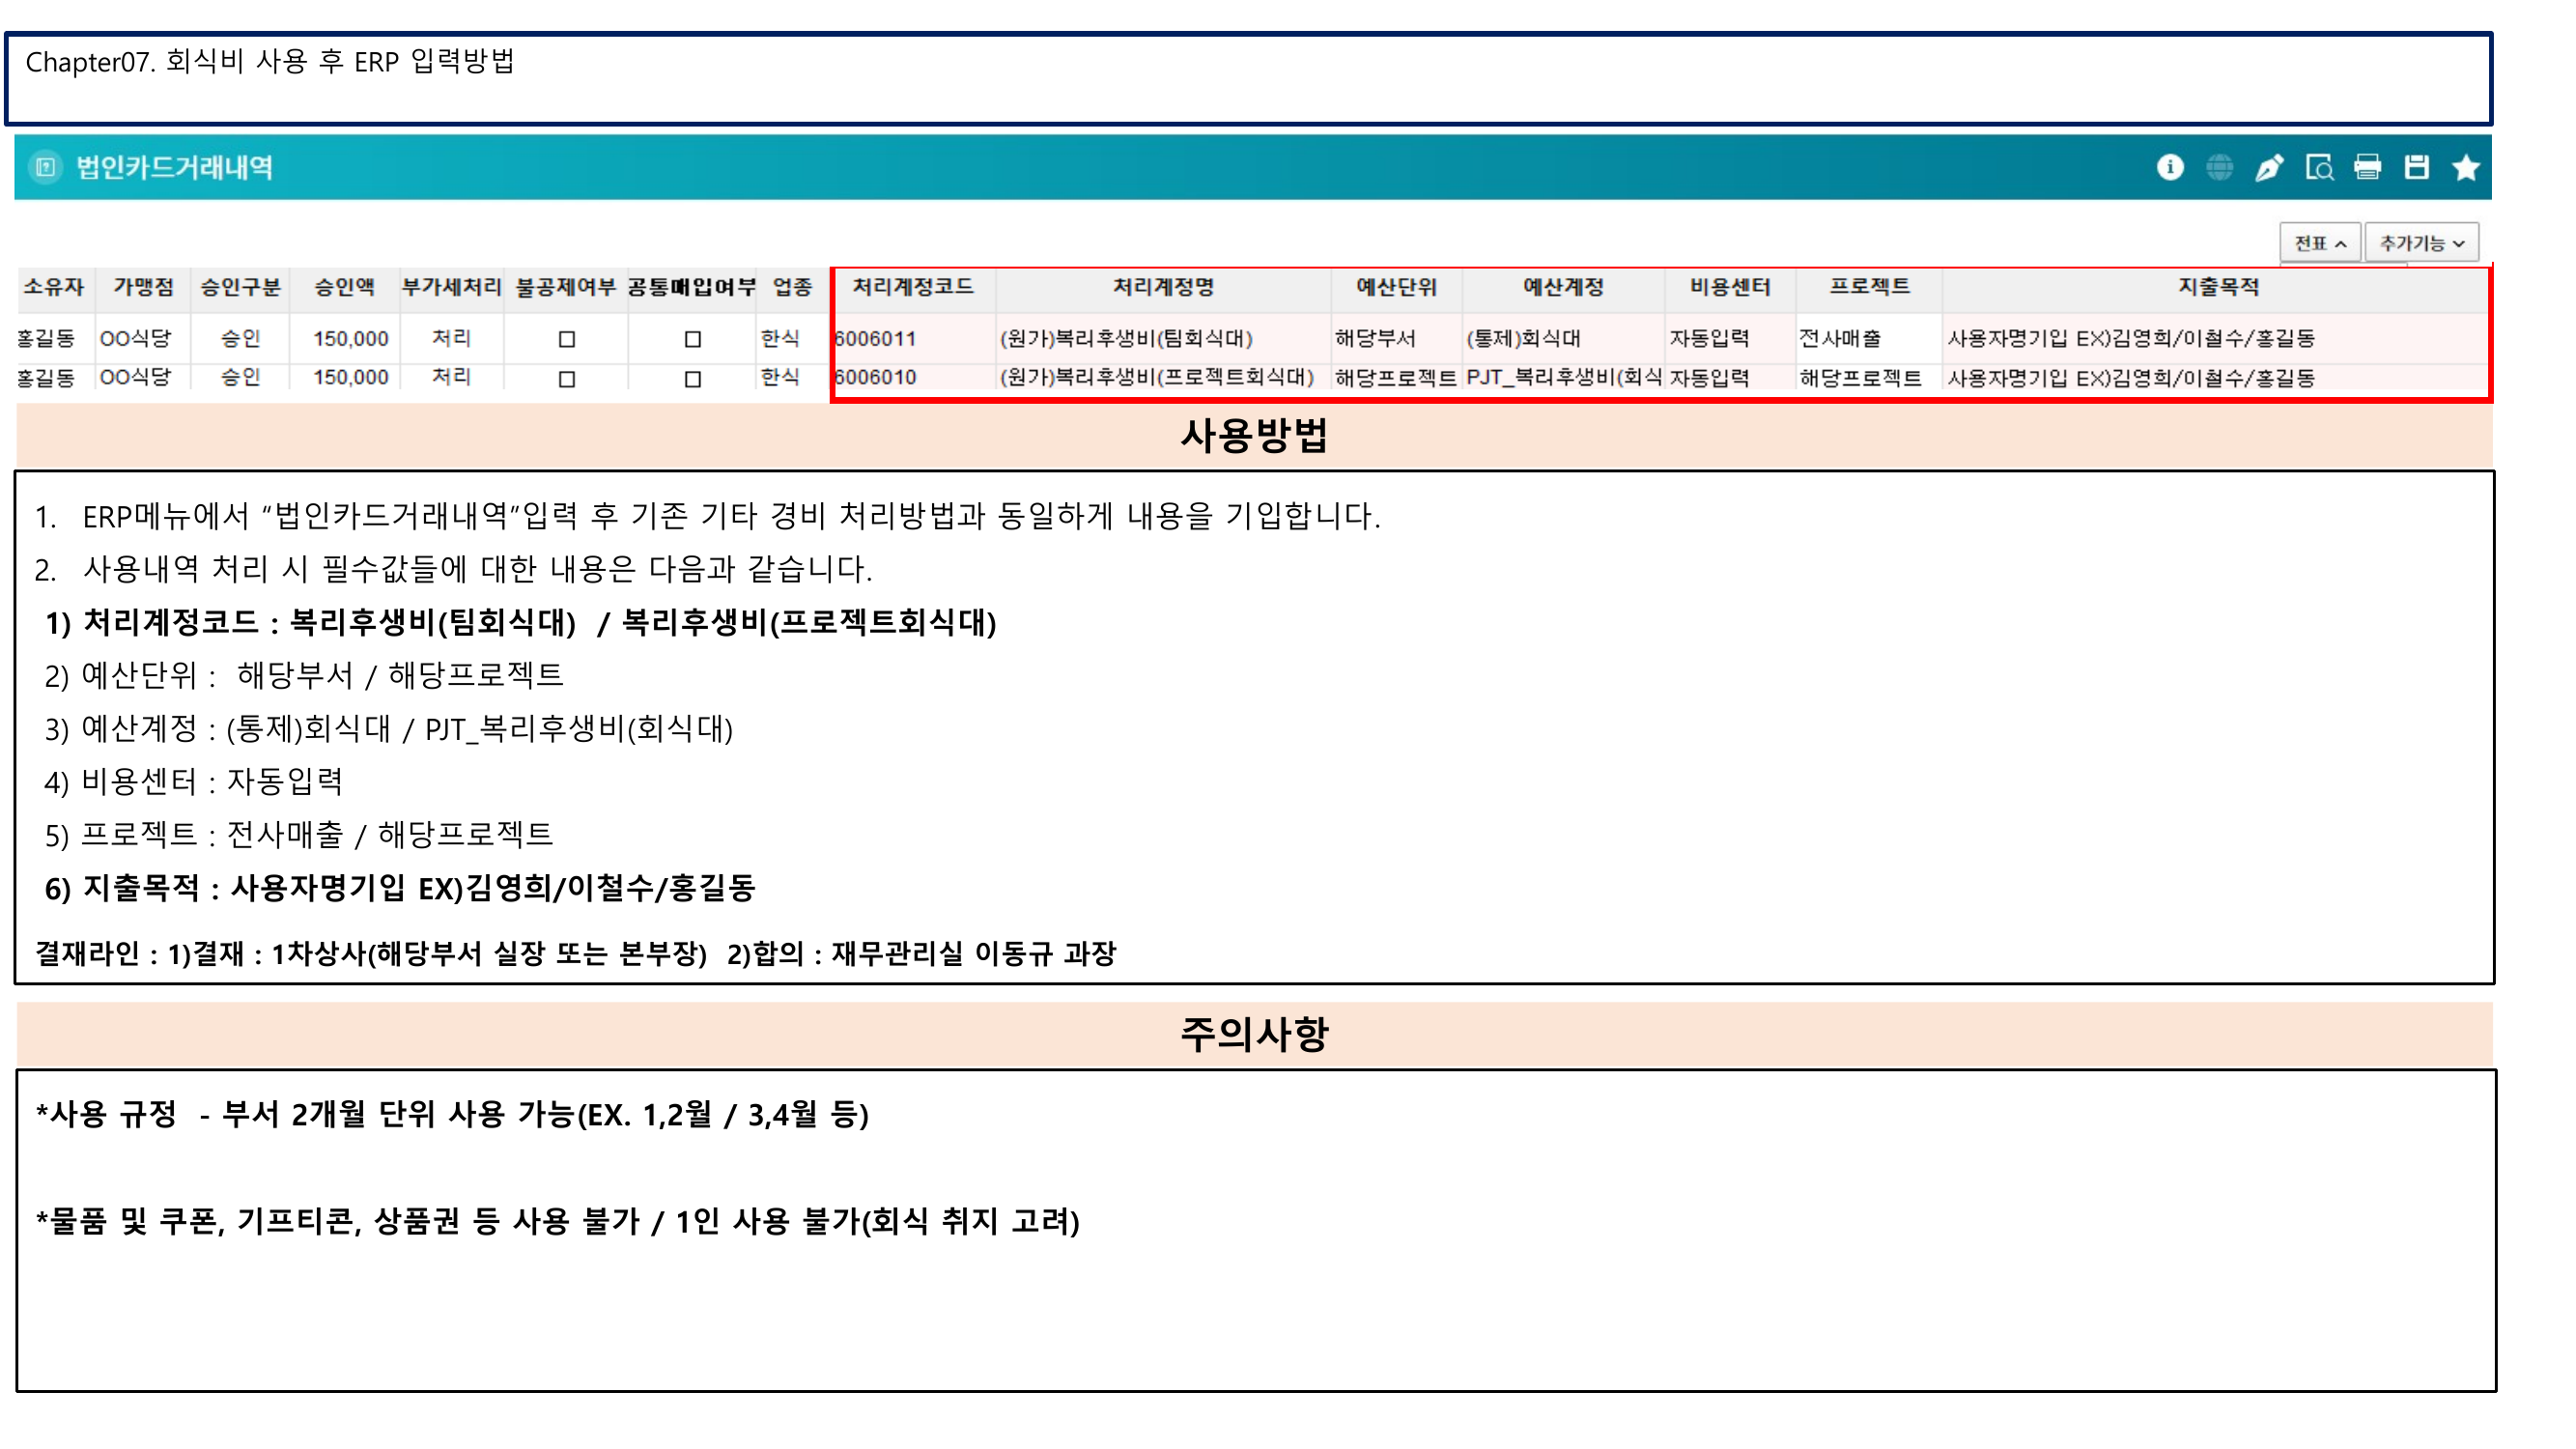 Chapter07. 회식비 사용 후 ERP 입력방법
법인카드거래내역
전표 추가기능
소유자 가맹점 승인구분 승인액 부가세처리 불공제여부 공통매입여부 업종 처리계정코드 처리계정명 예산단위 예산계정 비용센터 프로젝트 지출목적
홍길동 OO식당 승인 150,000 처리 한식 6006011 (원가)복리후생비(팀회식대) 해당부서 (통제)회식대 자동입력 전사매출 사용자명기입 EX)김영희/이철수/홍길동
홍길동 OO식당 승인 150,000 처리 한식 6006010 (원가)복리후생비(프로젝트회식대) 해당프로젝트 PJT_복리후생비(회식 자동입력 해당프로젝트 사용자명기입 EX)김영희/이철수/홍길동
사용방법
1. ERP메뉴에서 “법인카드거래내역”입력 후 기존 기타 경비 처리방법과 동일하게 내용을 기입합니다.
2. 사용내역 처리 시 필수값들에 대한 내용은 다음과 같습니다.
1) 처리계정코드 : 복리후생비(팀회식대) / 복리후생비(프로젝트회식대)
2) 예산단위 : 해당부서 / 해당프로젝트
3) 예산계정 : (통제)회식대 / PJT_복리후생비(회식대)
4) 비용센터 : 자동입력
5) 프로젝트 : 전사매출 / 해당프로젝트
6) 지출목적 : 사용자명기입 EX)김영희/이철수/홍길동
결재라인 : 1)결재 : 1차상사(해당부서 실장 또는 본부장) 2)합의 : 재무관리실 이동규 과장
주의사항
*사용 규정 - 부서 2개월 단위 사용 가능(EX. 1,2월 / 3,4월 등)
*물품 및 쿠폰, 기프티콘, 상품권 등 사용 불가 / 1인 사용 불가(회식 취지 고려)